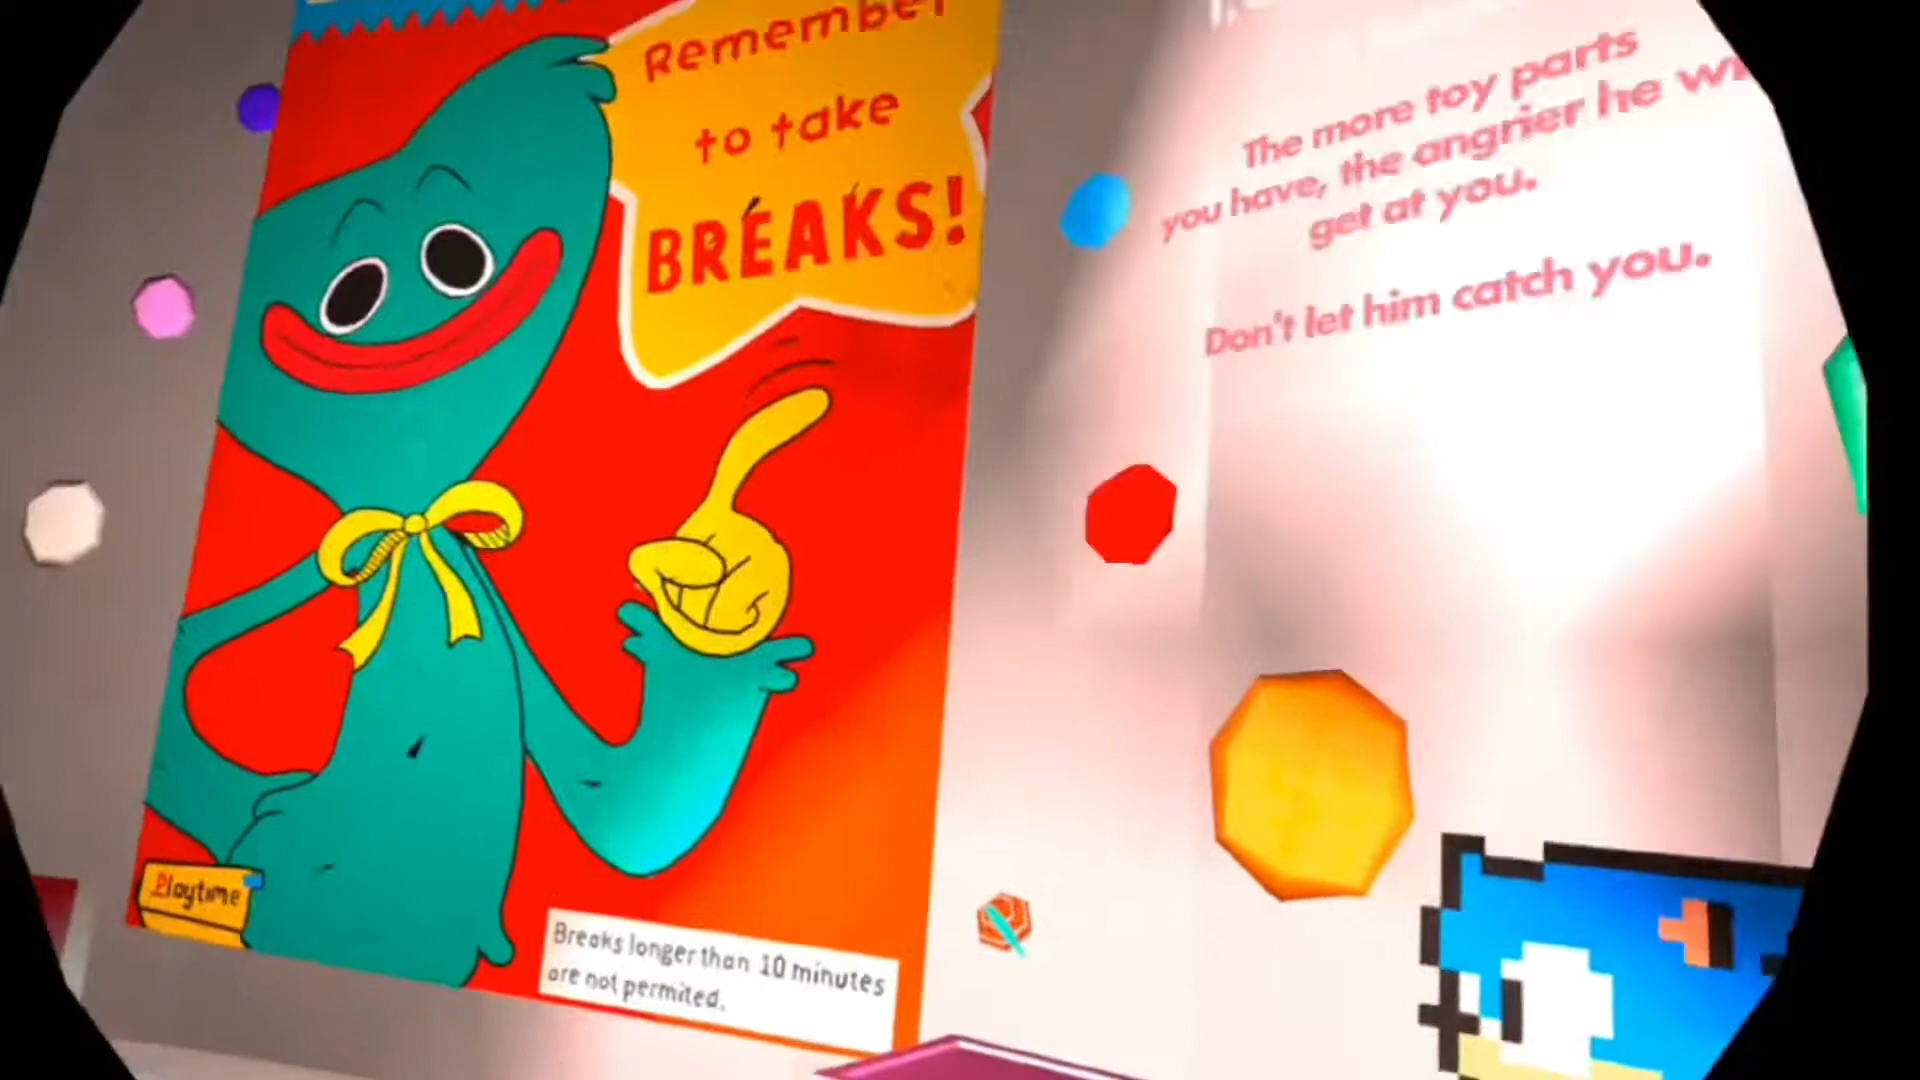 Remember
to take
BREAKS!
Playtime
Breaks longer than 10 minutes
are not permited.
The more toy parts
you have, the angrier he
get at you.
Don't let him catch you.